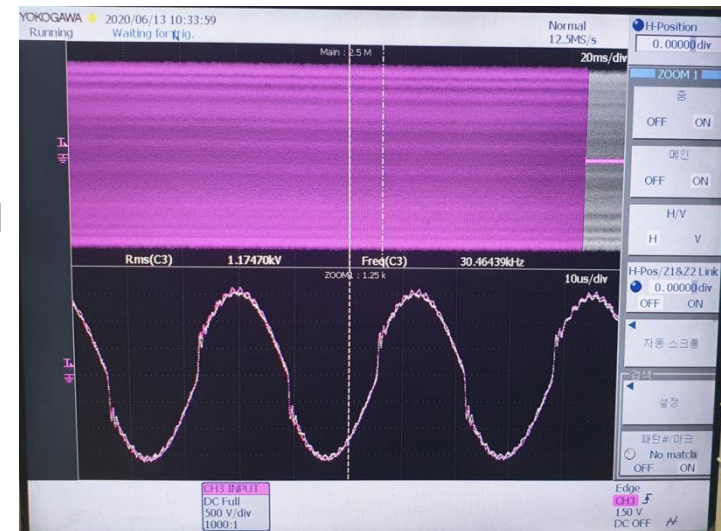 YOKOGAWA 2020/06/13 10:33:59
Running Waiting for trig.
Normal
12.5MS/s
Main : 2.5 M
20ms/div
Rms(C3) 1.17470kV Freq(C3) 30.46439kHz
ZOOM1 : 1.25 k
10us/div
CH3 INPUT
DC Full
500 V/div
1000:1
Edge
CH3
150 V
DC OFF
H-Position
0.00000div
ZOOM 1
줌
OFF ON
메인
OFF ON
H/V
H V
H-Pos/Z1&Z2 Link
0.00000div
OFF ON
자동 스크롤
검색
설정
패턴#/마크
No match
OFF ON